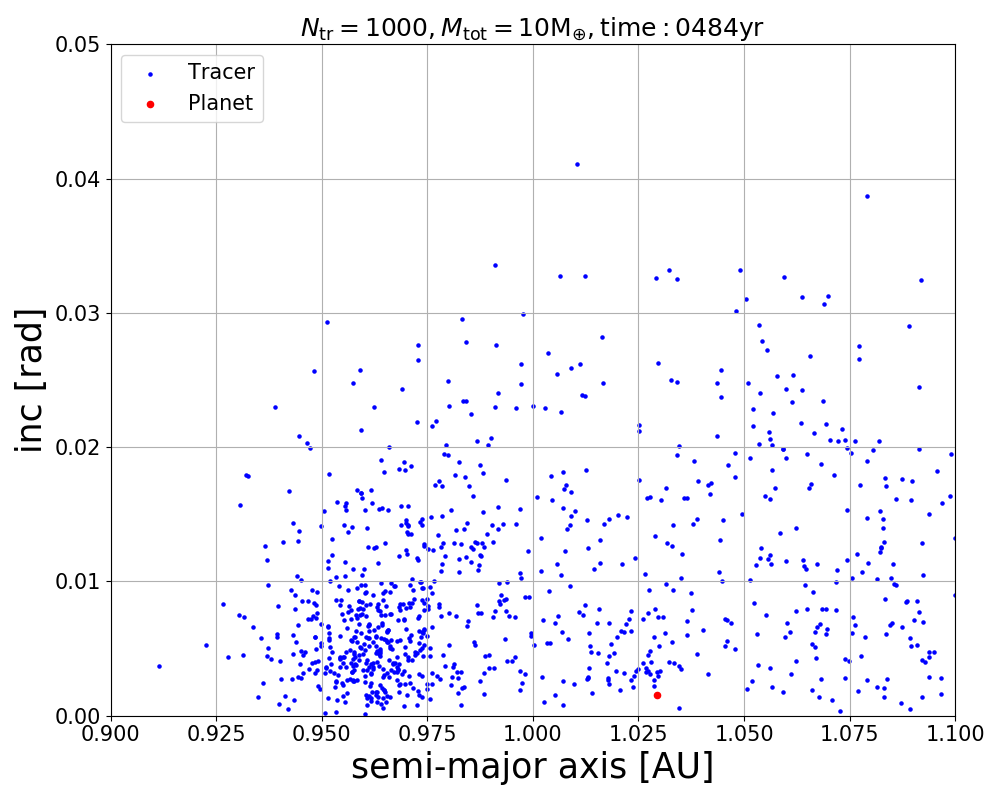 N_tr = 1000, M_tot = 10M_⊕, time : 0484yr
0.05
Tracer
Planet
0.04
0.03
inc [rad]
0.02
0.01
0.00
0.900 0.925 0.950 0.975 1.000 1.025 1.050 1.075 1.100
semi-major axis [AU]